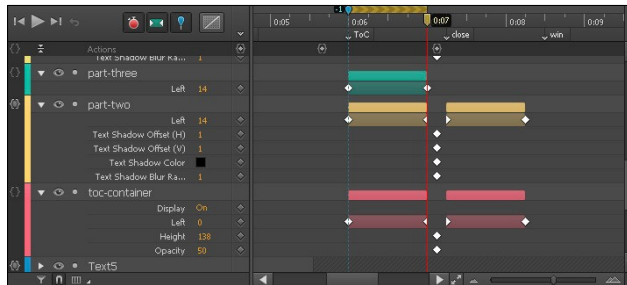 -1
0:05 0:06 0:07 0:08 0:09
ToC close win
Actions
Text Shadow Blur Ra... 1
part-three
Left 14
part-two
Left 14
Text Shadow Offset (H) 1
Text Shadow Offset (V) 1
Text Shadow Color
Text Shadow Blur Ra... 1
toc-container
Display On
Left 0
Height 138
Opacity 50
Text5